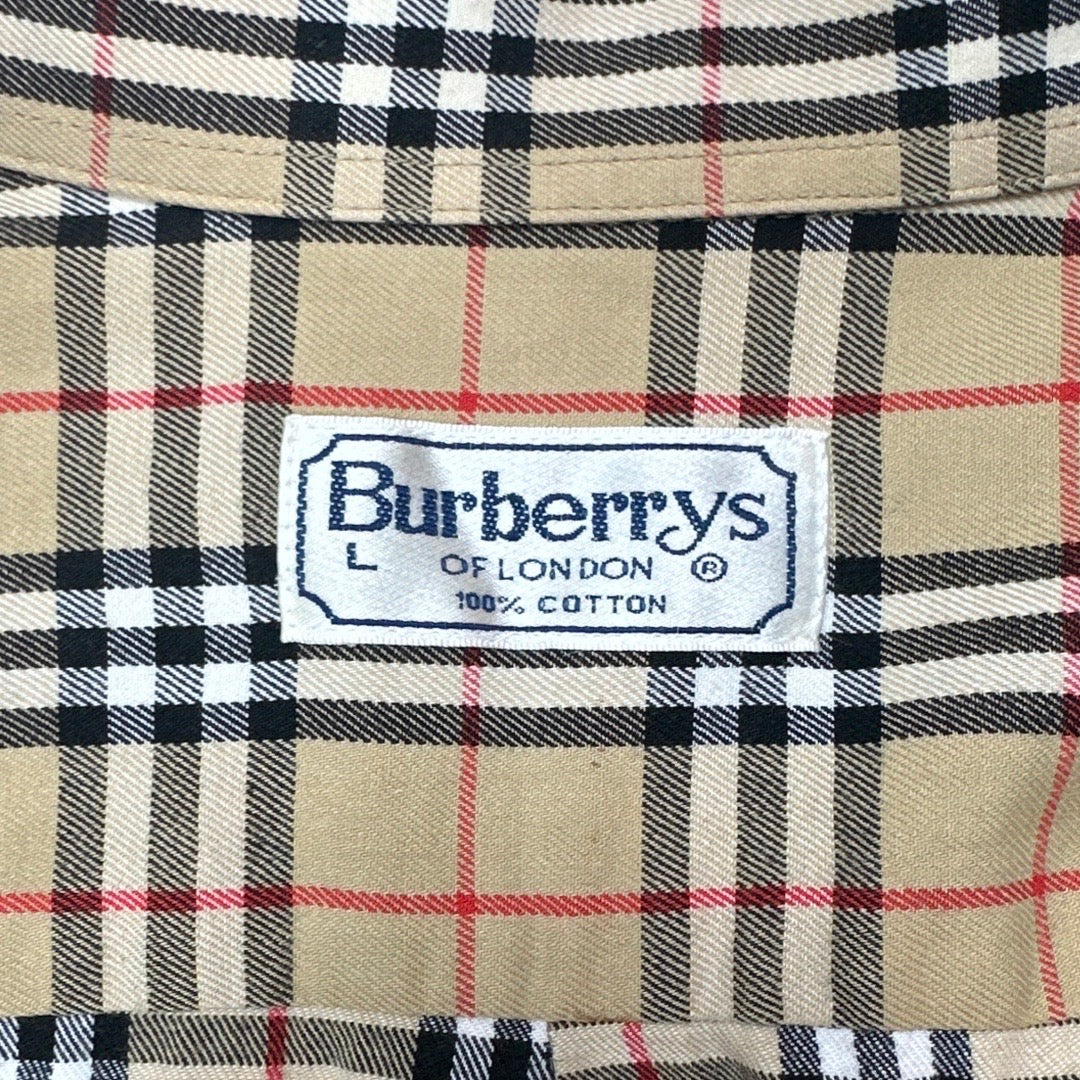 Burberrys
L OF LONDON ®
100% COTTON